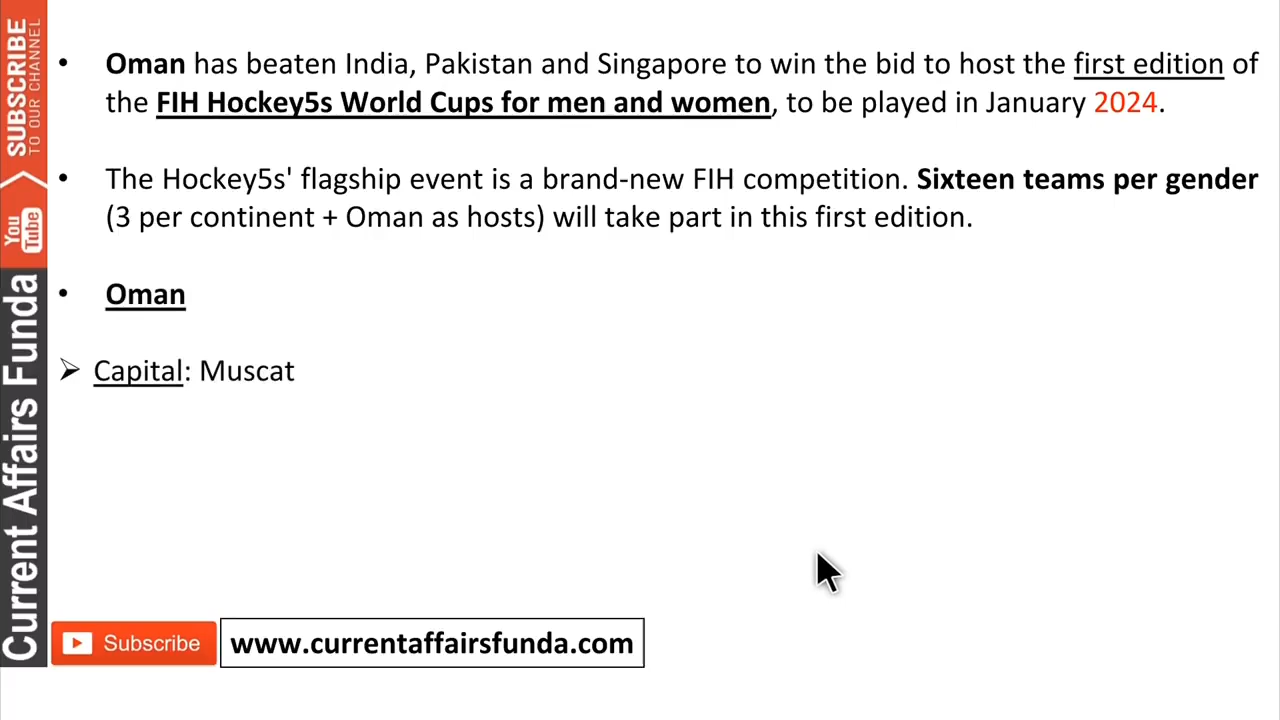 • Oman has beaten India, Pakistan and Singapore to win the bid to host the first edition of
the FIH Hockey5s World Cups for men and women, to be played in January 2024.
• The Hockey5s' flagship event is a brand-new FIH competition. Sixteen teams per gender
(3 per continent + Oman as hosts) will take part in this first edition.
• Oman
➢ Capital: Muscat
SUBSCRIBE
TO OUR CHANNEL
You
Tube
Current Affairs Funda
Subscribe
www.currentaffairsfunda.com